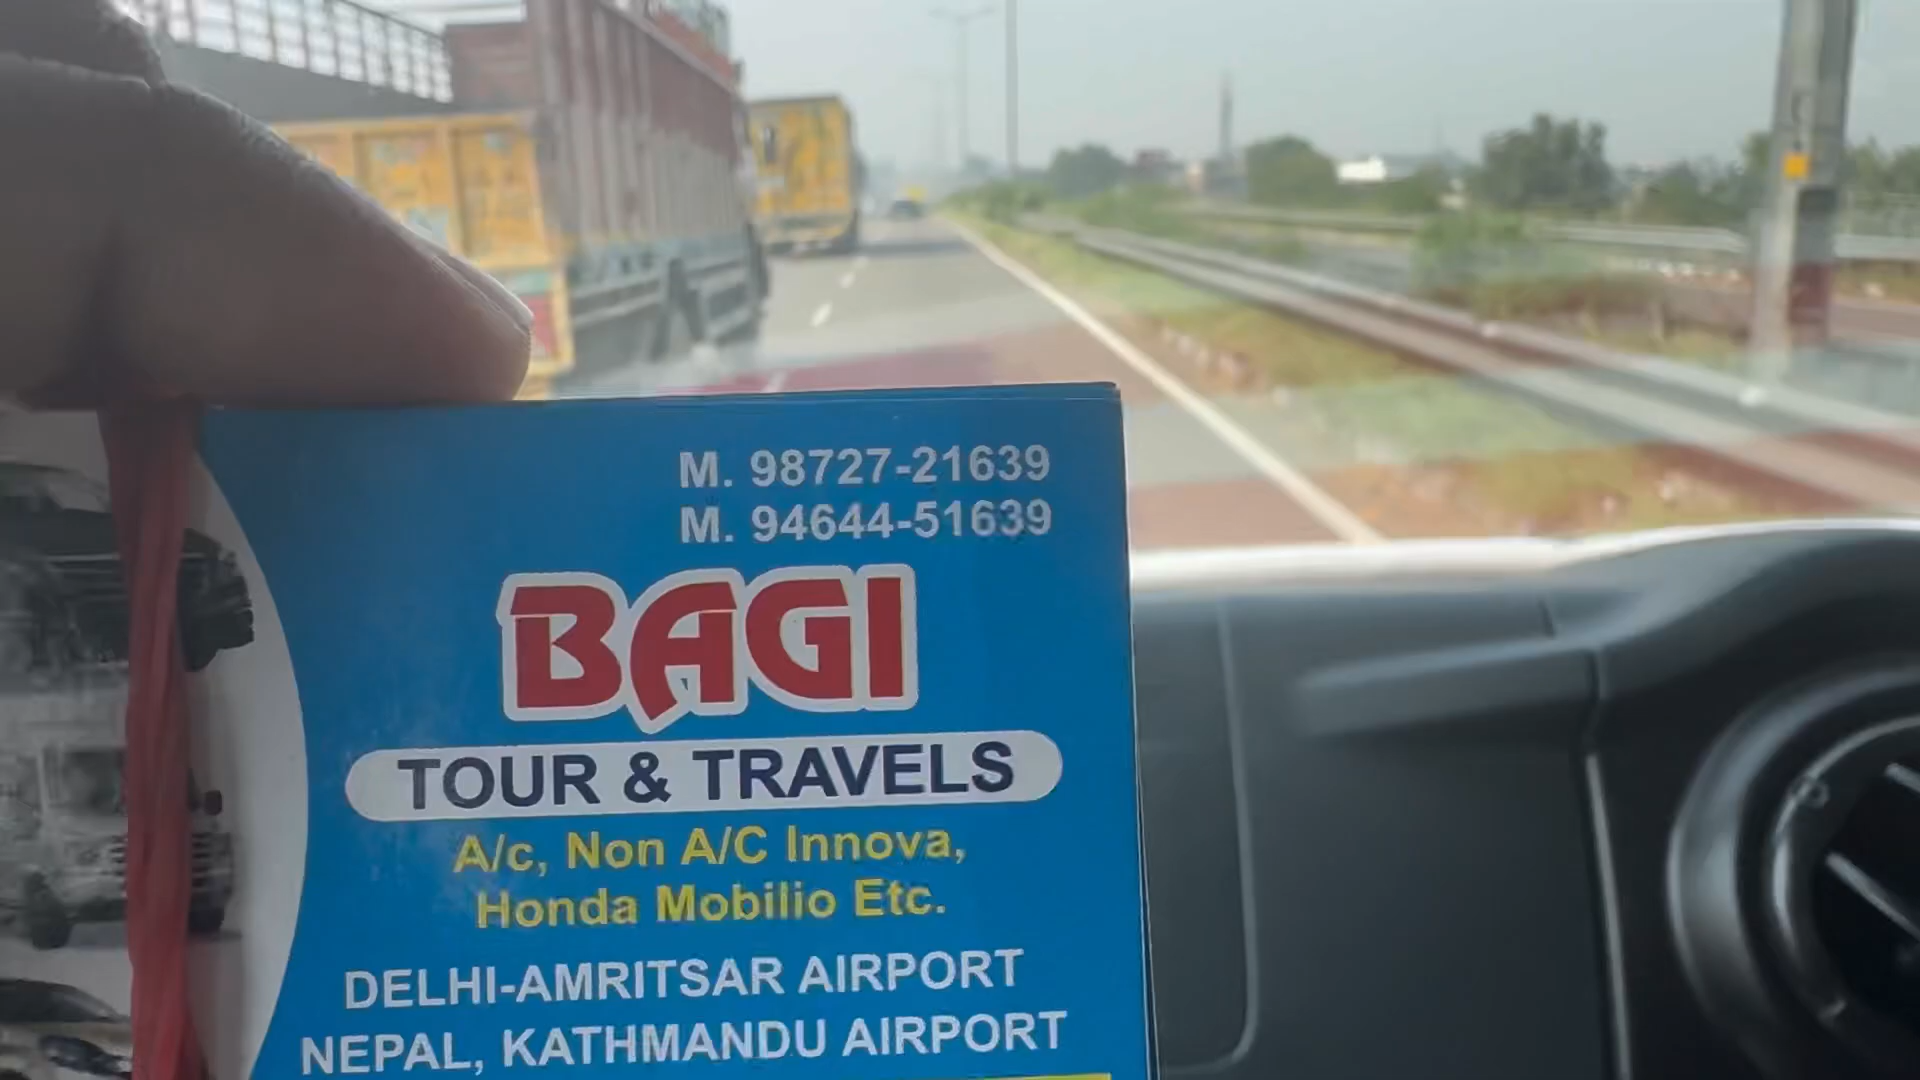 M. 98727-21639
M. 94644-51639
BAGI
TOUR & TRAVELS
A/c, Non A/C Innova,
Honda Mobilio Etc.
DELHI-AMRITSAR AIRPORT
NEPAL, KATHMANDU AIRPORT